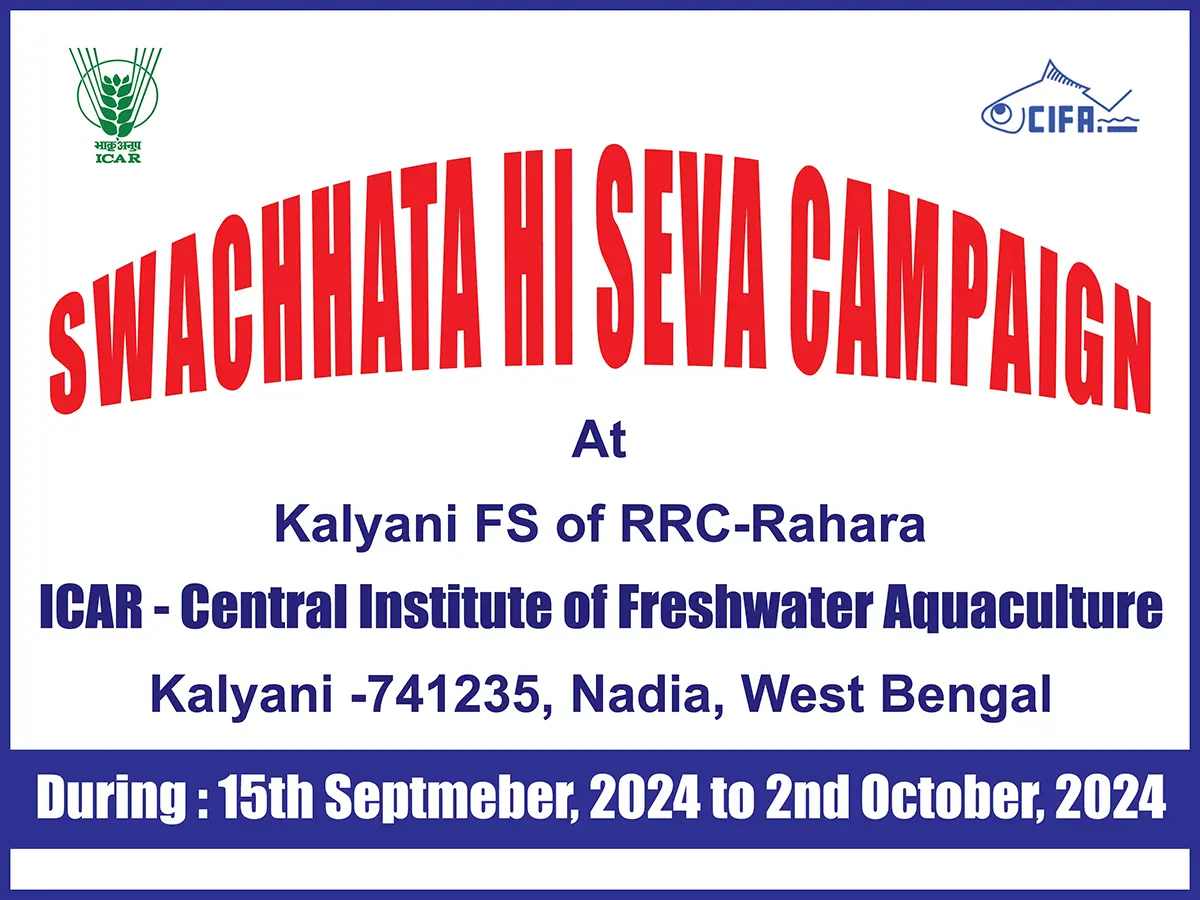 भाकृअनुप
ICAR
CIFA
SWACHHATA HI SEVA CAMPAIGN
At
Kalyani FS of RRC-Rahara
ICAR - Central Institute of Freshwater Aquaculture
Kalyani -741235, Nadia, West Bengal
During : 15th Septmeber, 2024 to 2nd October, 2024